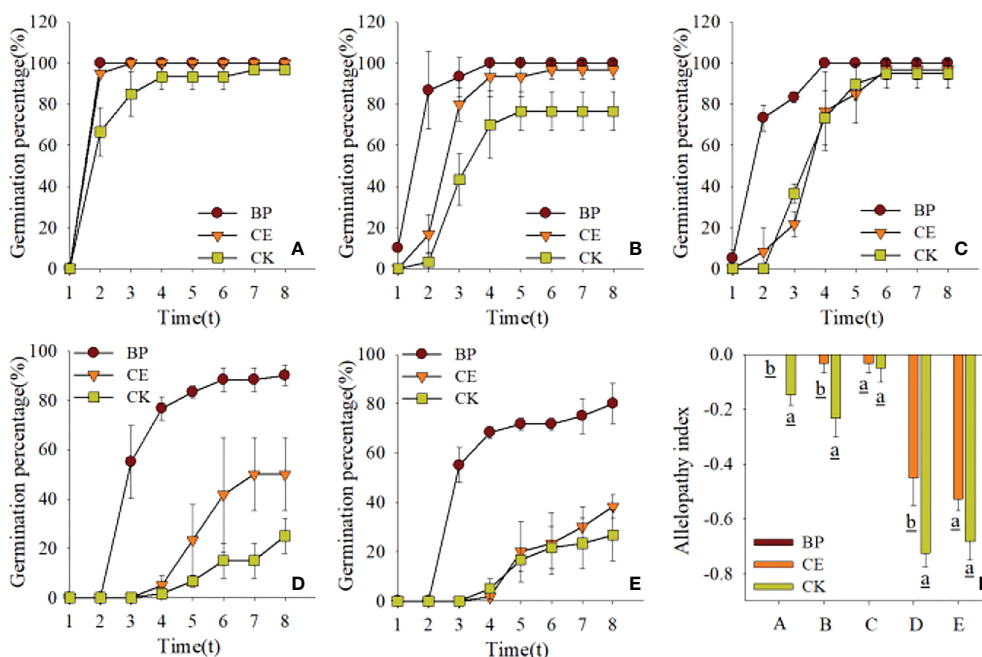 Germination percentage(%)
120
100
80
60
40
20
0
BP
CE
CK
A
1 2 3 4 5 6 7 8
Time(t)
Germination percentage(%)
120
100
80
60
40
20
0
BP
CE
CK
B
1 2 3 4 5 6 7 8
Time(t)
Germination percentage(%)
120
100
80
60
40
20
0
BP
CE
CK
C
1 2 3 4 5 6 7 8
Time(t)
Germination percentage(%)
100
80
60
40
20
0
BP
CE
CK
D
1 2 3 4 5 6 7 8
Time(t)
Germination percentage(%)
100
80
60
40
20
0
BP
CE
CK
E
1 2 3 4 5 6 7 8
Time(t)
Allelopathy index
0.0
-0.2
-0.4
-0.6
-0.8
b a b a a a b a a a
BP
CE
CK
A B C D E